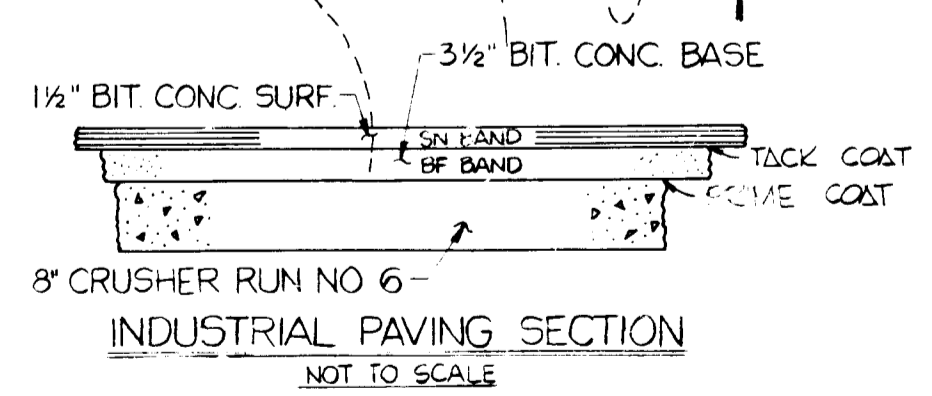 3½" BIT. CONC. BASE
1½" BIT. CONC. SURF.
SN BAND
BF BAND
TACK COAT
COAT
8" CRUSHER RUN NO 6
INDUSTRIAL PAVING SECTION
NOT TO SCALE